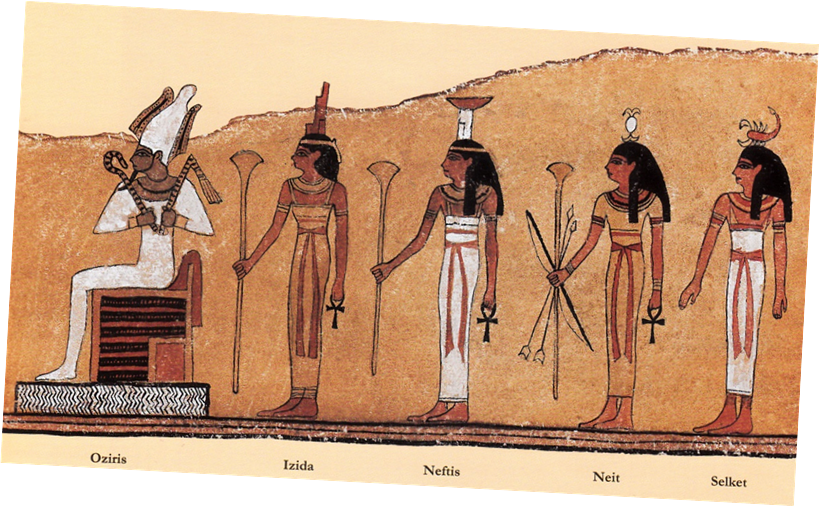 Oziris
Izida
Neftis
Neit
Selket